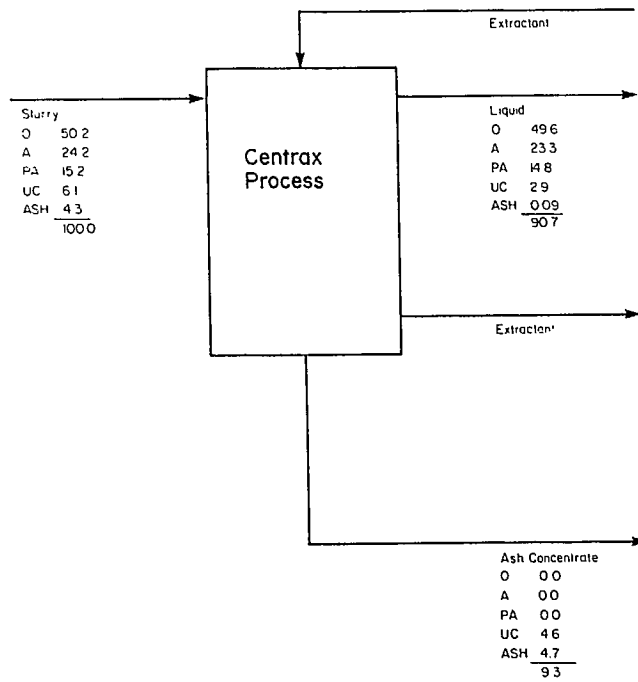 Extractant
Slurry
O 50 2
A 24 2
PA 15 2
UC 6 1
ASH 4 3
100 0
Centrax
Process
Liquid
O 49 6
A 23 3
PA 14 8
UC 2 9
ASH 0 09
90 7
Extractant
Ash Concentrate
O 0 0
A 0 0
PA 0 0
UC 4 6
ASH 4.7
9 3